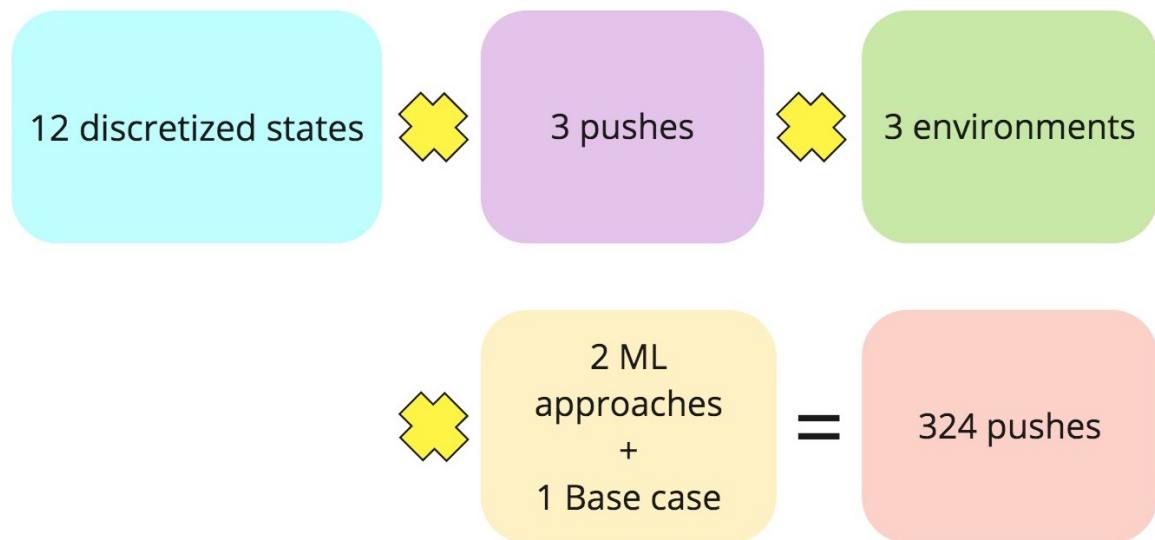 12 discretized states
3 pushes
3 environments
2 ML
approaches
+
1 Base case
=
324 pushes